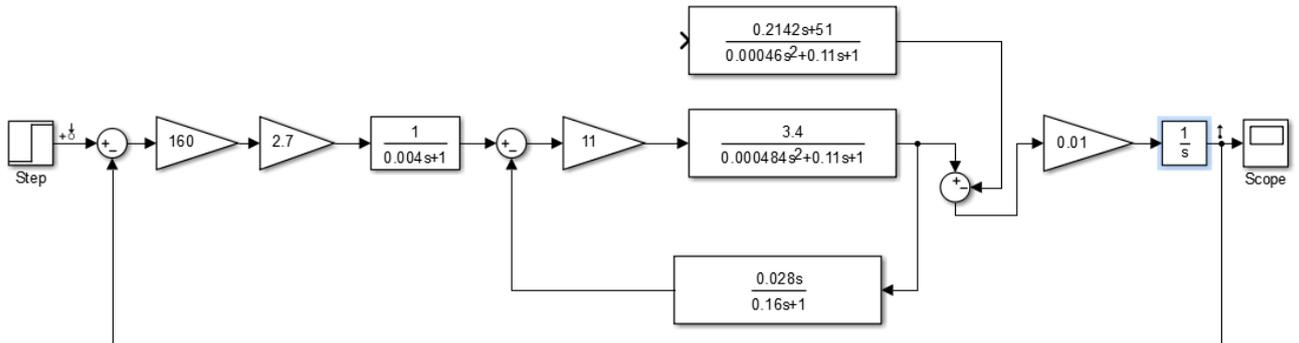 0.2142s+51
0.00046s2+0.11s+1
Step
+-
160
2.7
1
0.004s+1
+-
11
3.4
0.000484s2+0.11s+1
+-
0.01
1
s
Scope
0.028s
0.16s+1